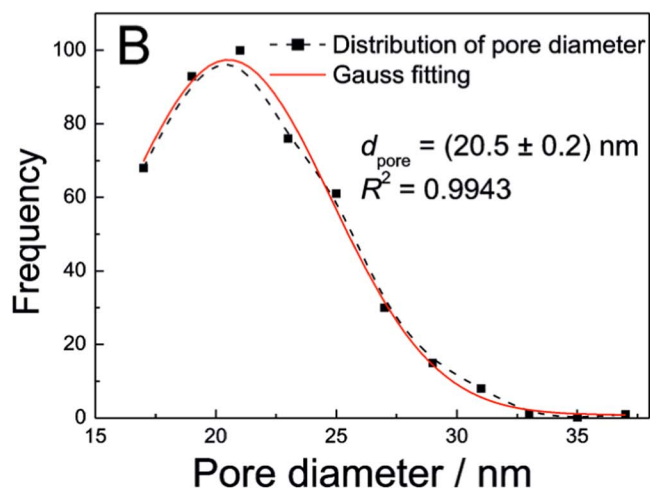 B
Distribution of pore diameter
Gauss fitting
d_pore = (20.5 ± 0.2) nm
R² = 0.9943
Frequency
100
80
60
40
20
0
15 20 25 30 35
Pore diameter / nm